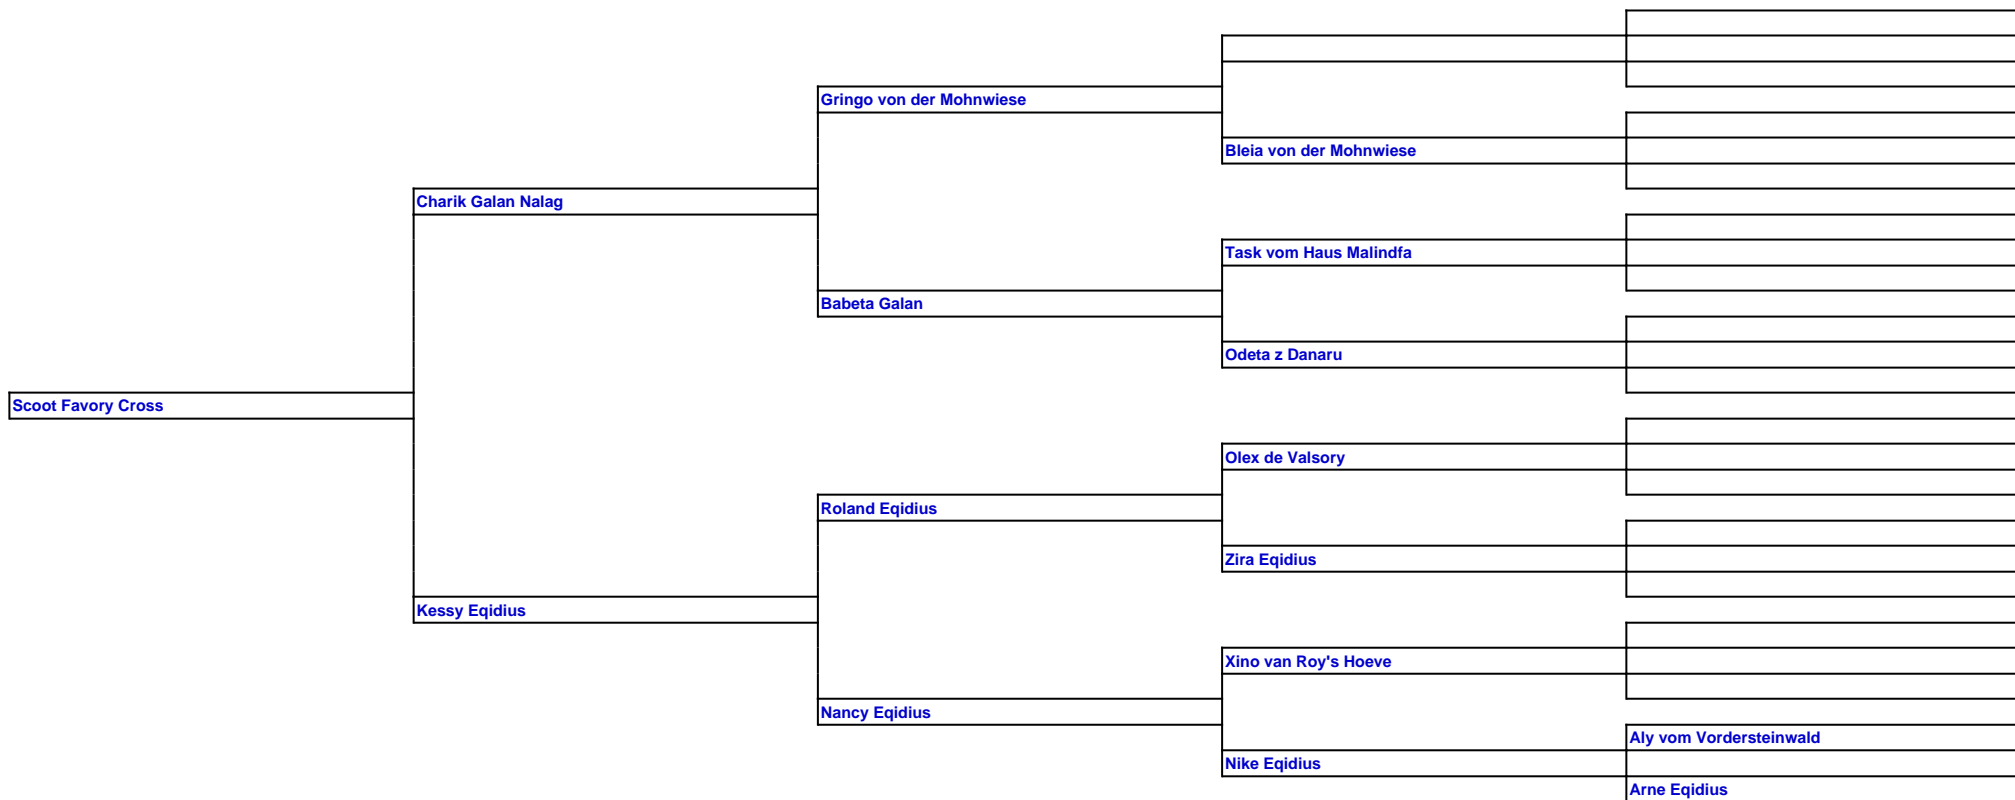 Gringo von der Mohnwiese
Bleia von der Mohnwiese
Charik Galan Nalag
Task vom Haus Malindfa
Babeta Galan
Odeta z Danaru
Scoot Favory Cross
Olex de Valsory
Roland Eqidius
Zira Eqidius
Kessy Eqidius
Xino van Roy's Hoeve
Nancy Eqidius
Aly vom Vordersteinwald
Nike Eqidius
Arne Eqidius